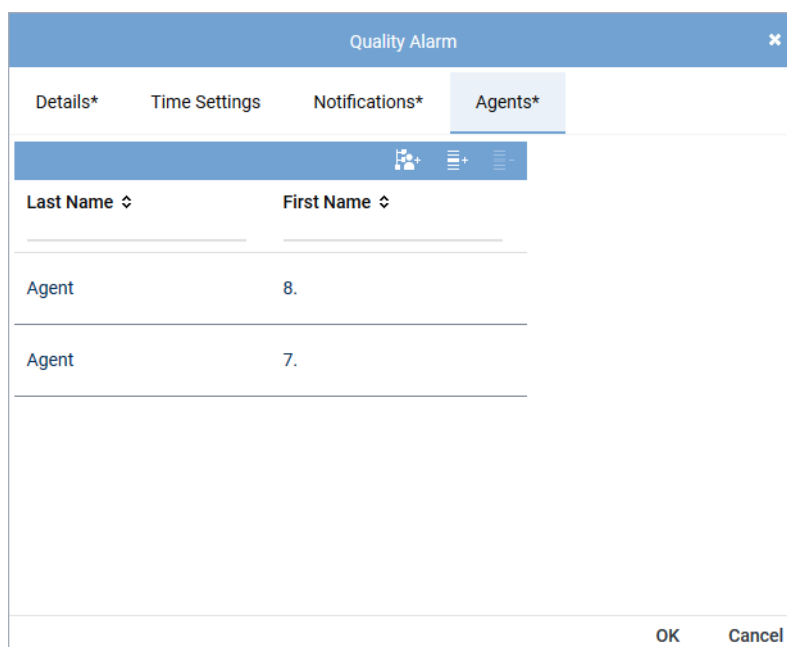 Quality Alarm
Details* Time Settings Notifications* Agents*
Last Name First Name
Agent 8.
Agent 7.
OK Cancel